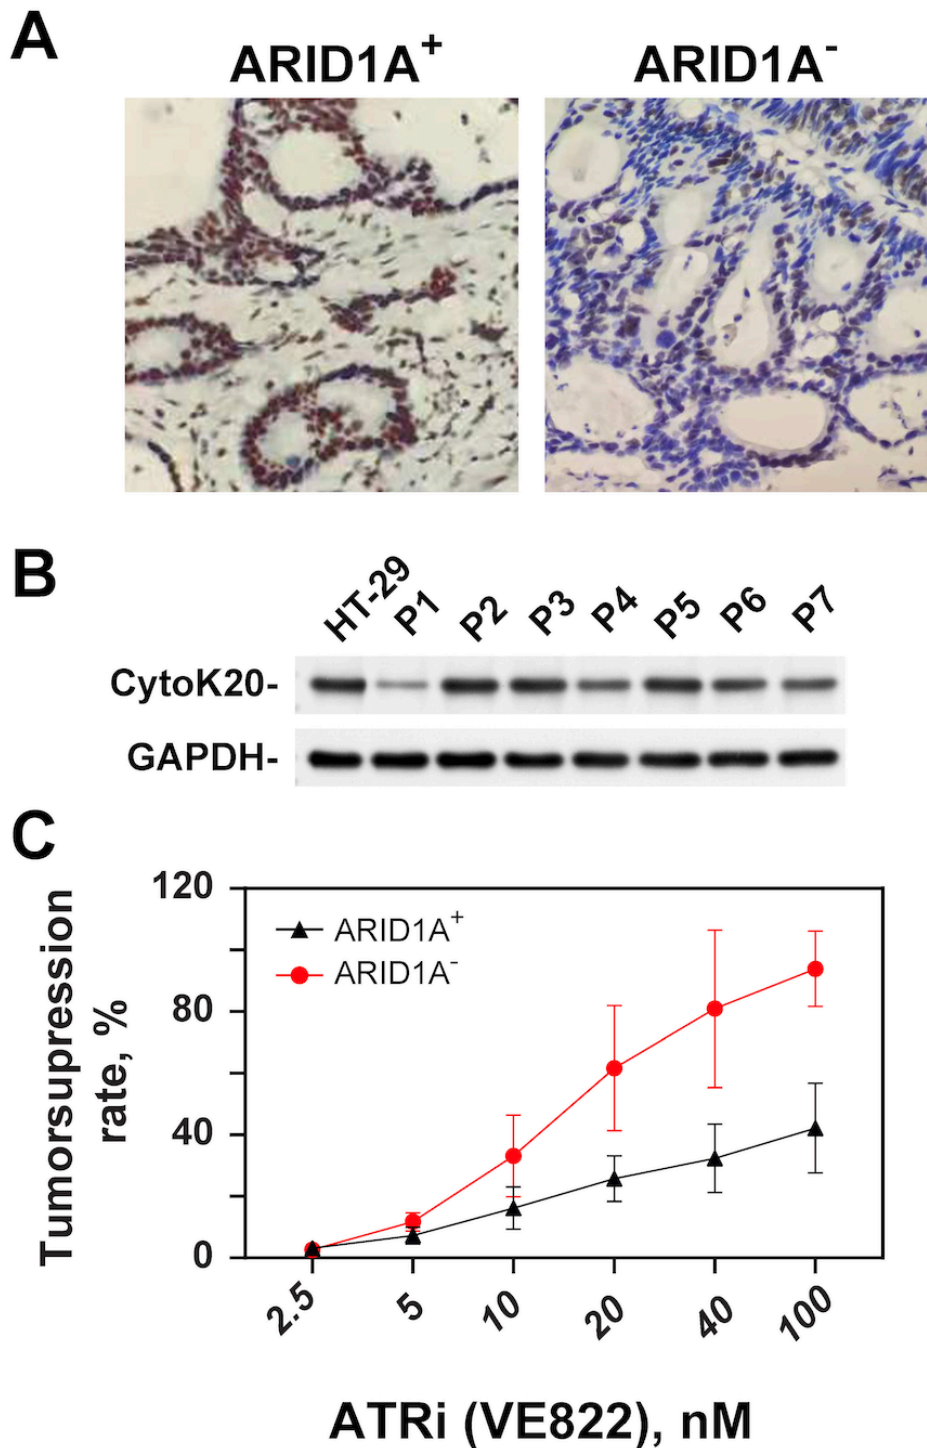 A
ARID1A⁺ ARID1A⁻
B
HT-29 P1 P2 P3 P4 P5 P6 P7
CytoK20-
GAPDH-
C
Tumorsupression
rate, %
120
80
40
0
ARID1A⁺
ARID1A⁻
2.5 5 10 20 40 100
ATRi (VE822), nM